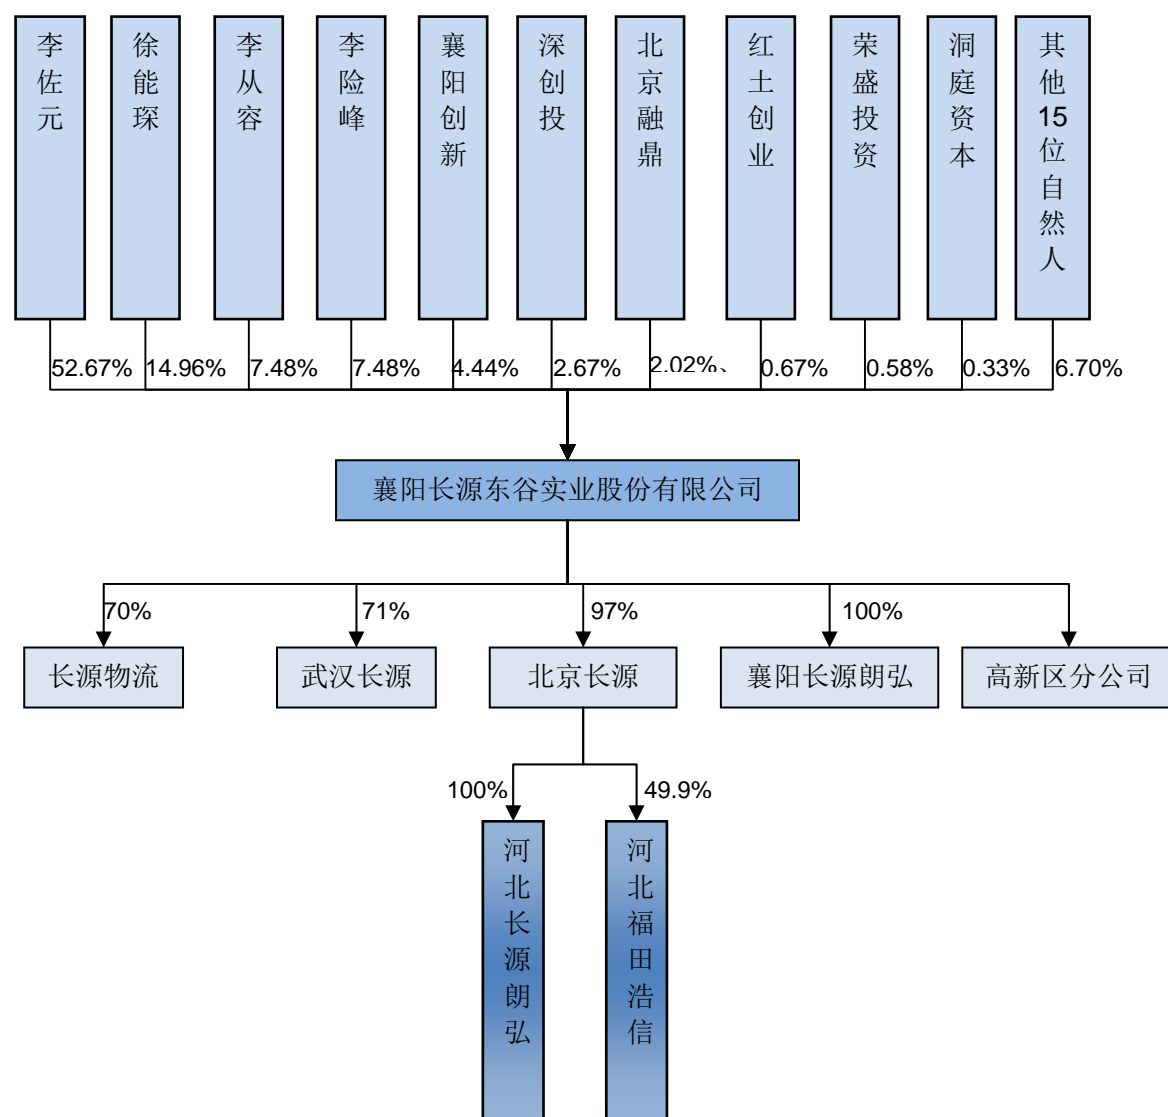 李佐元
徐能琛
李从容
李险峰
襄阳创新
深创投
北京融鼎
红土创业
荣盛投资
洞庭资本
其他15位自然人
52.67%
14.96%
7.48%
7.48%
4.44%
2.67%
2.02%、
0.67%
0.58%
0.33%
6.70%
襄阳长源东谷实业股份有限公司
70%
71%
97%
100%
长源物流
武汉长源
北京长源
襄阳长源朗弘
高新区分公司
100%
49.9%
河北长源朗弘
河北福田浩信